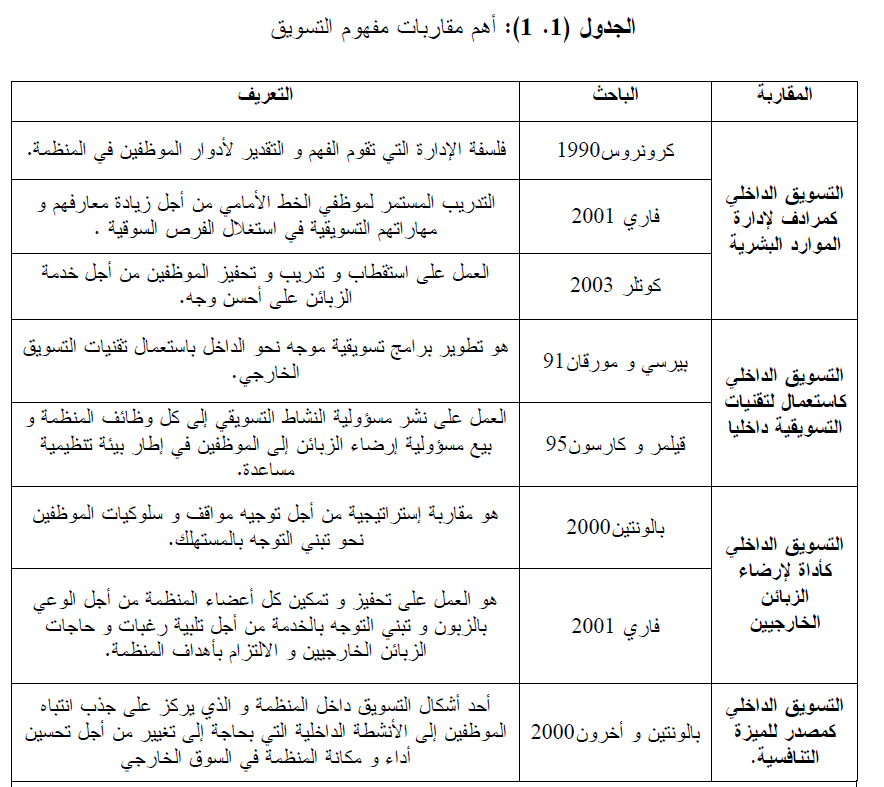 الجدول (1. 1): أهم مقاربات مفهوم التسويق
المقاربة
الباحث
التعريف
التسويق الداخلي
كمرادف لإدارة
الموارد البشرية
كرونروس1990
فلسفة الإدارة التي تقوم الفهم و التقدير لأدوار الموظفين في المنظمة.
فاري 2001
التدريب المستمر لموظفي الخط الأمامي من أجل زيادة معارفهم و
مهاراتهم التسويقية في استغلال الفرص السوقية .
كوتلر 2003
العمل على استقطاب و تدريب و تحفيز الموظفين من أجل خدمة
الزبائن على أحسن وجه.
التسويق الداخلي
كاستعمال لتقنيات
التسويقية داخليا
بيرسي و مورقان91
هو تطوير برامج تسويقية موجه نحو الداخل باستعمال تقنيات التسويق
الخارجي.
قيلمر و كارسون95
العمل على نشر مسؤولية النشاط التسويقي إلى كل وظائف المنظمة و
بيع مسؤولية إرضاء الزبائن إلى الموظفين في إطار بيئة تنظيمية
مساعدة.
التسويق الداخلي
كأداة لإرضاء
الزبائن
الخارجيين
بالونتين2000
هو مقاربة إستراتيجية من أجل توجيه مواقف و سلوكيات الموظفين
نحو تبني التوجه بالمستهلك.
فاري 2001
هو العمل على تحفيز و تمكين كل أعضاء المنظمة من أجل الوعي
بالزبون و تبني التوجه بالخدمة من أجل تلبية رغبات و حاجات
الزبائن الخارجيين و الالتزام بأهداف المنظمة.
التسويق الداخلي
كمصدر للميزة
التنافسية.
بالونتين و أخرون2000
أحد أشكال التسويق داخل المنظمة و الذي يركز على جذب انتباه
الموظفين إلى الأنشطة الداخلية التي بحاجة إلى تغيير من أجل تحسين
أداء و مكانة المنظمة في السوق الخارجي